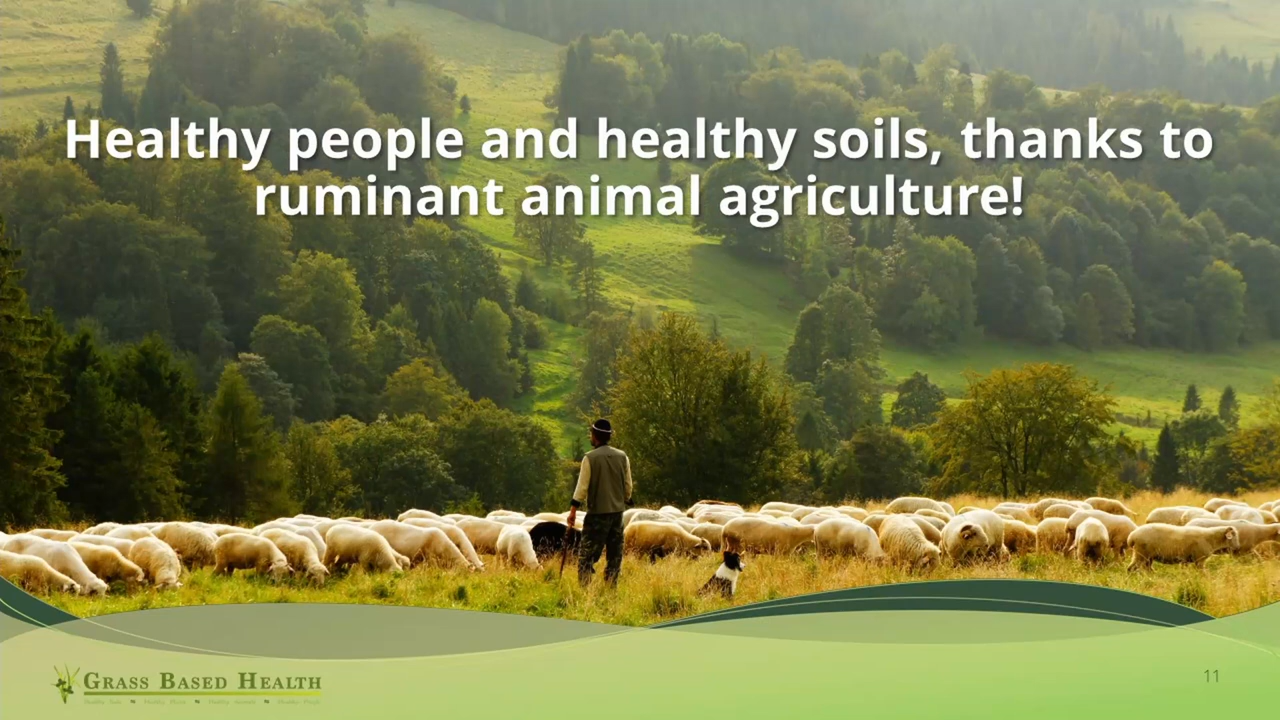 Healthy people and healthy soils, thanks to
ruminant animal agriculture!
GRASS BASED HEALTH
11